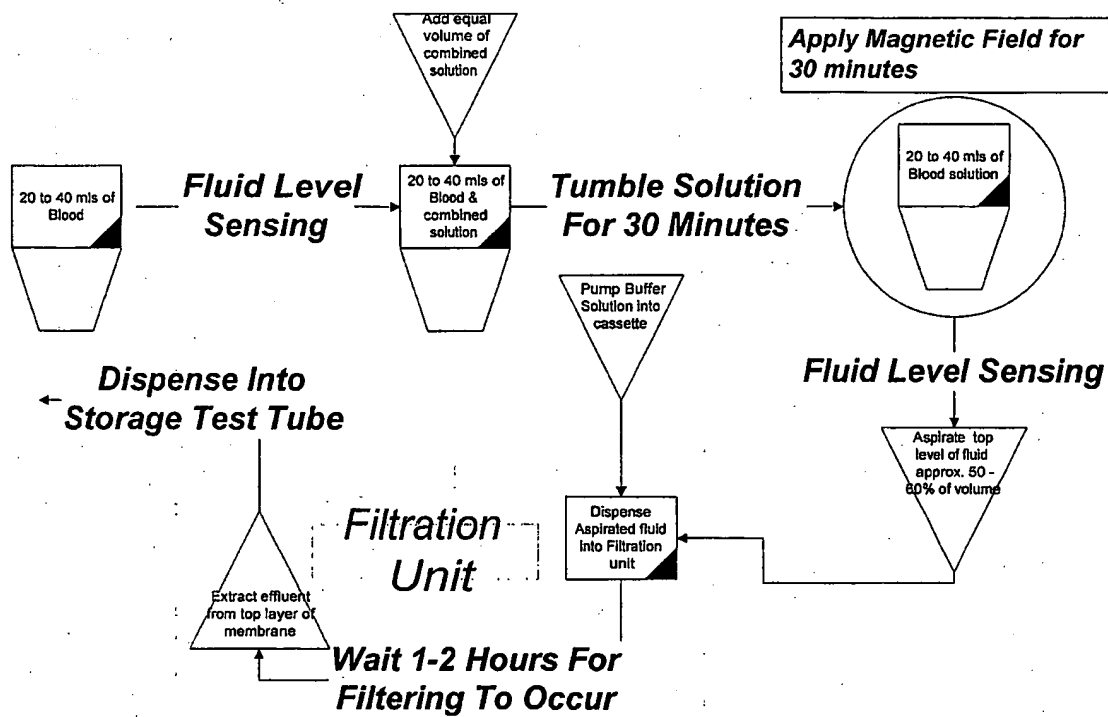 Add equal
volume of
combined
solution
Apply Magnetic Field for
30 minutes
20 to 40 mls of
Blood
Fluid Level
Sensing
20 to 40 mls of
Blood &
combined
solution
Tumble Solution
For 30 Minutes
20 to 40 mls of
Blood solution
Pump Buffer
Solution into
cassette
Fluid Level Sensing
Dispense Into
Storage Test Tube
Aspirate top
level of fluid
approx. 50 -
60% of volume
Filtration
Unit
Dispense
Aspirated fluid
into Filtration
unit
Extract effluent
from top layer of
membrane
Wait 1-2 Hours For
Filtering To Occur